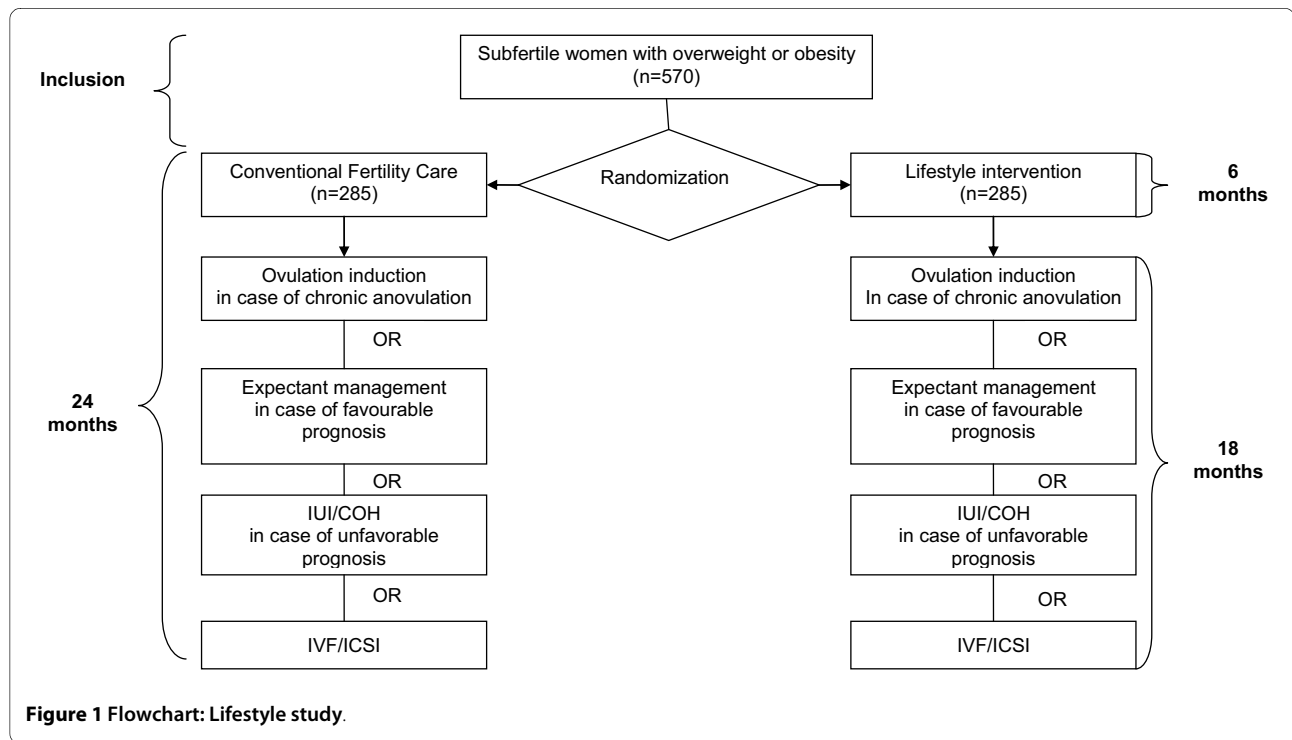 Inclusion
Subfertile women with overweight or obesity
(n=570)
Conventional Fertility Care
(n=285)
Randomization
Lifestyle intervention
(n=285)
6
months
Ovulation induction
in case of chronic anovulation
OR
Expectant management
in case of favourable
prognosis
OR
IUI/COH
in case of unfavorable
prognosis
OR
IVF/ICSI
24
months
Ovulation induction
In case of chronic anovulation
OR
Expectant management
in case of favourable
prognosis
OR
IUI/COH
in case of unfavorable
prognosis
OR
IVF/ICSI
18
months
Figure 1 Flowchart: Lifestyle study.